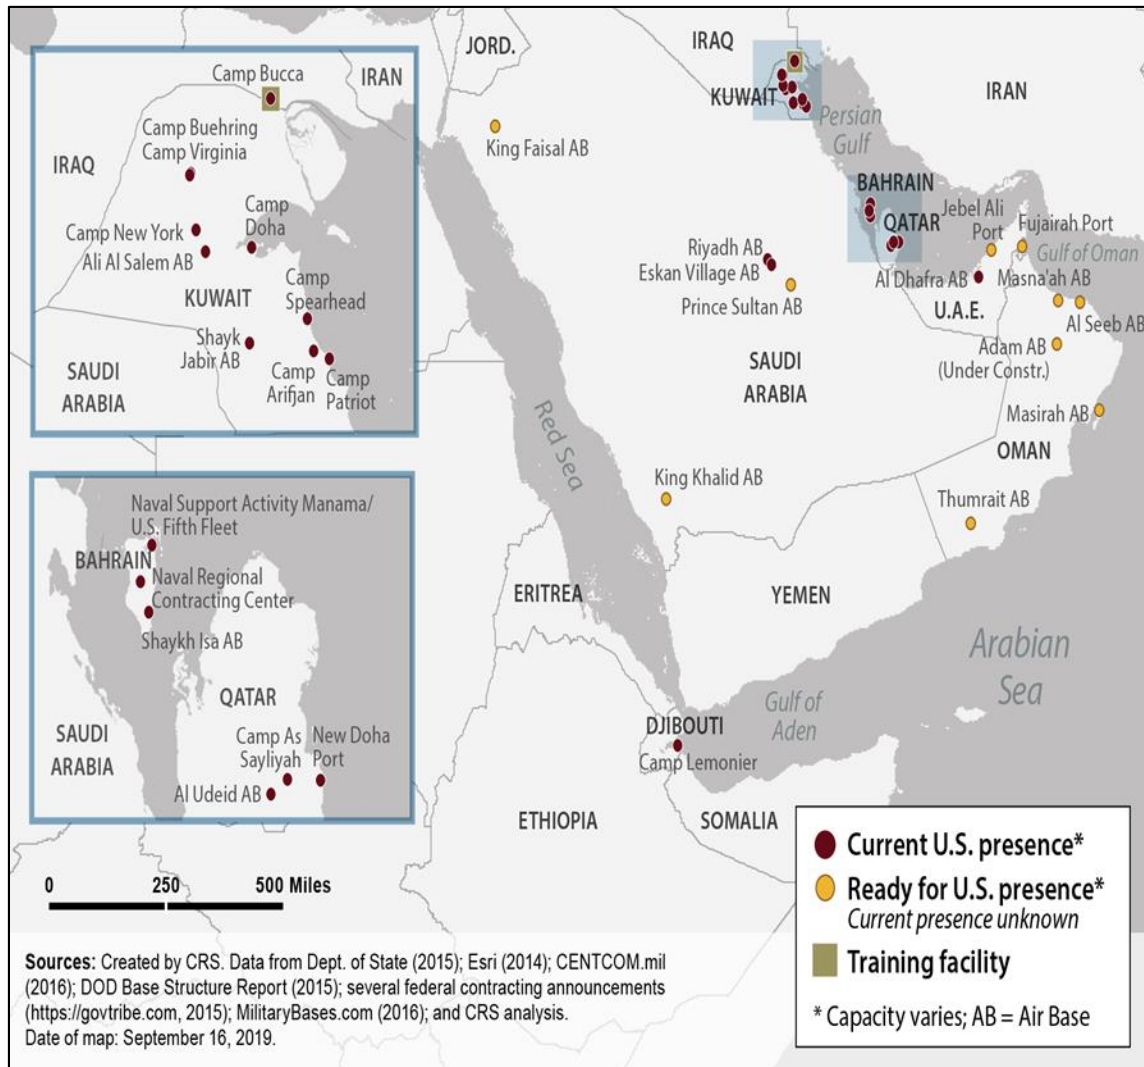 JORD.
IRAQ
KUWAIT
IRAN
Persian
Gulf
King Faisal AB
BAHRAIN
QATAR
Jebel Ali
Port
Fujairah Port
Gulf of Oman
Riyadh AB
Eskan Village AB
Prince Sultan AB
Al Dhafra AB
U.A.E.
Masna'ah AB
Al Seeb AB
Adam AB
(Under Constr.)
SAUDI
ARABIA
Masirah AB
OMAN
Red Sea
King Khalid AB
Thumrait AB
ERITREA
YEMEN
Arabian
Sea
DJIBOUTI
Gulf of
Aden
Camp Lemonier
ETHIOPIA
SOMALIA
Camp Bucca
IRAN
Camp Buehring
Camp Virginia
IRAQ
Camp New York
Ali Al Salem AB
Camp
Doha
KUWAIT
Camp
Spearhead
Shayk
Jabir AB
Camp
Arifjan
Camp
Patriot
SAUDI
ARABIA
Naval Support Activity Manama/
U.S. Fifth Fleet
BAHRAIN
Naval Regional
Contracting Center
Shaykh Isa AB
QATAR
SAUDI
ARABIA
Camp As
Sayliyah
New Doha
Port
Al Udeid AB
0 250 500 Miles
Sources: Created by CRS. Data from Dept. of State (2015); Esri (2014); CENTCOM.mil
(2016); DOD Base Structure Report (2015); several federal contracting announcements
(https://govtribe.com, 2015); MilitaryBases.com (2016); and CRS analysis.
Date of map: September 16, 2019.
Current U.S. presence*
Ready for U.S. presence*
Current presence unknown
Training facility
* Capacity varies; AB = Air Base